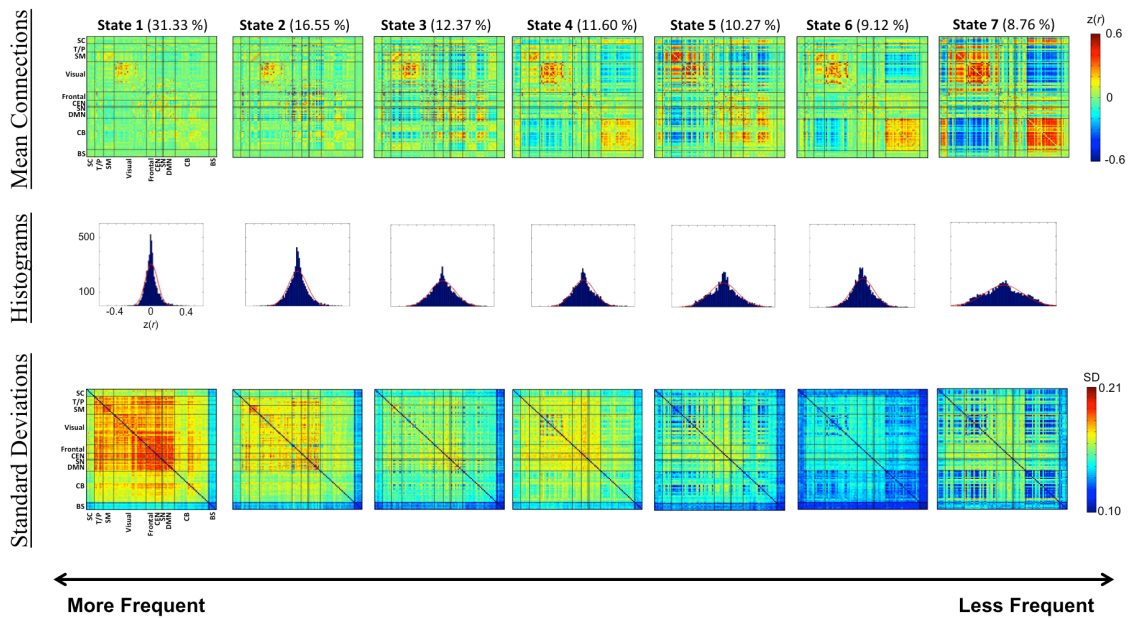 State 1 (31.33 %) State 2 (16.55 %) State 3 (12.37 %) State 4 (11.60 %) State 5 (10.27 %) State 6 (9.12 %) State 7 (8.76 %)
z(r)
Mean Connections
SC
T/P
SM
Visual
Frontal
CEN
SN
DMN
CB
BS
SC T/P SM Visual Frontal CEN SN DMN CB BS
0.6
0
-0.6
Histograms
500
100
-0.4 0 0.4
z(r)
Standard Deviations
SC
T/P
SM
Visual
Frontal
CEN
SN
DMN
CB
BS
SC T/P SM Visual Frontal CEN SN DMN CB BS
SD
0.21
0.10
More Frequent Less Frequent